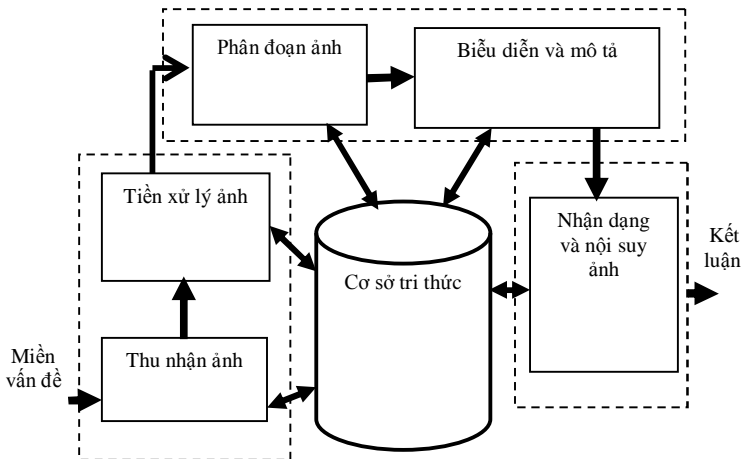 Phân đoạn ảnh
Biễu diễn và mô tả
Tiền xử lý ảnh
Nhận dạng
và nội suy
ảnh
Kết
luận
Cơ sở tri thức
Thu nhận ảnh
Miền
vấn đề